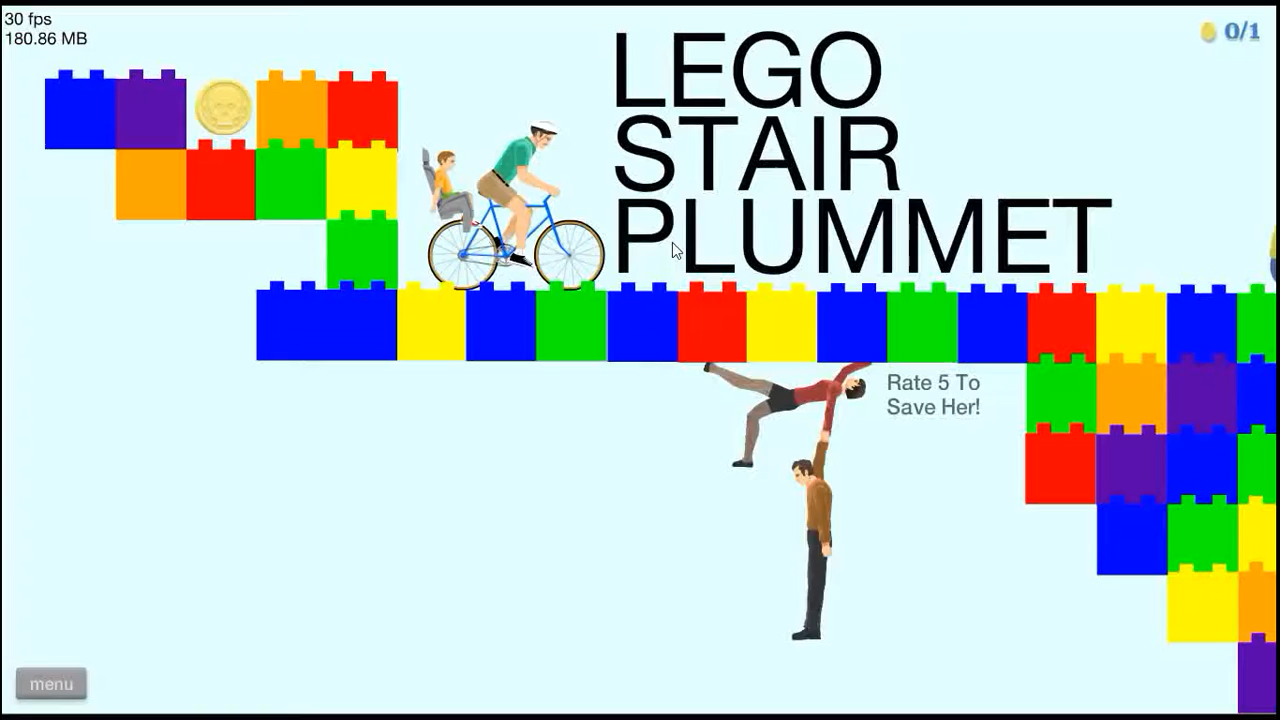 30 fps
180.86 MB
0/1
LEGO
STAIR
PLUMMET
Rate 5 To
Save Her!
menu